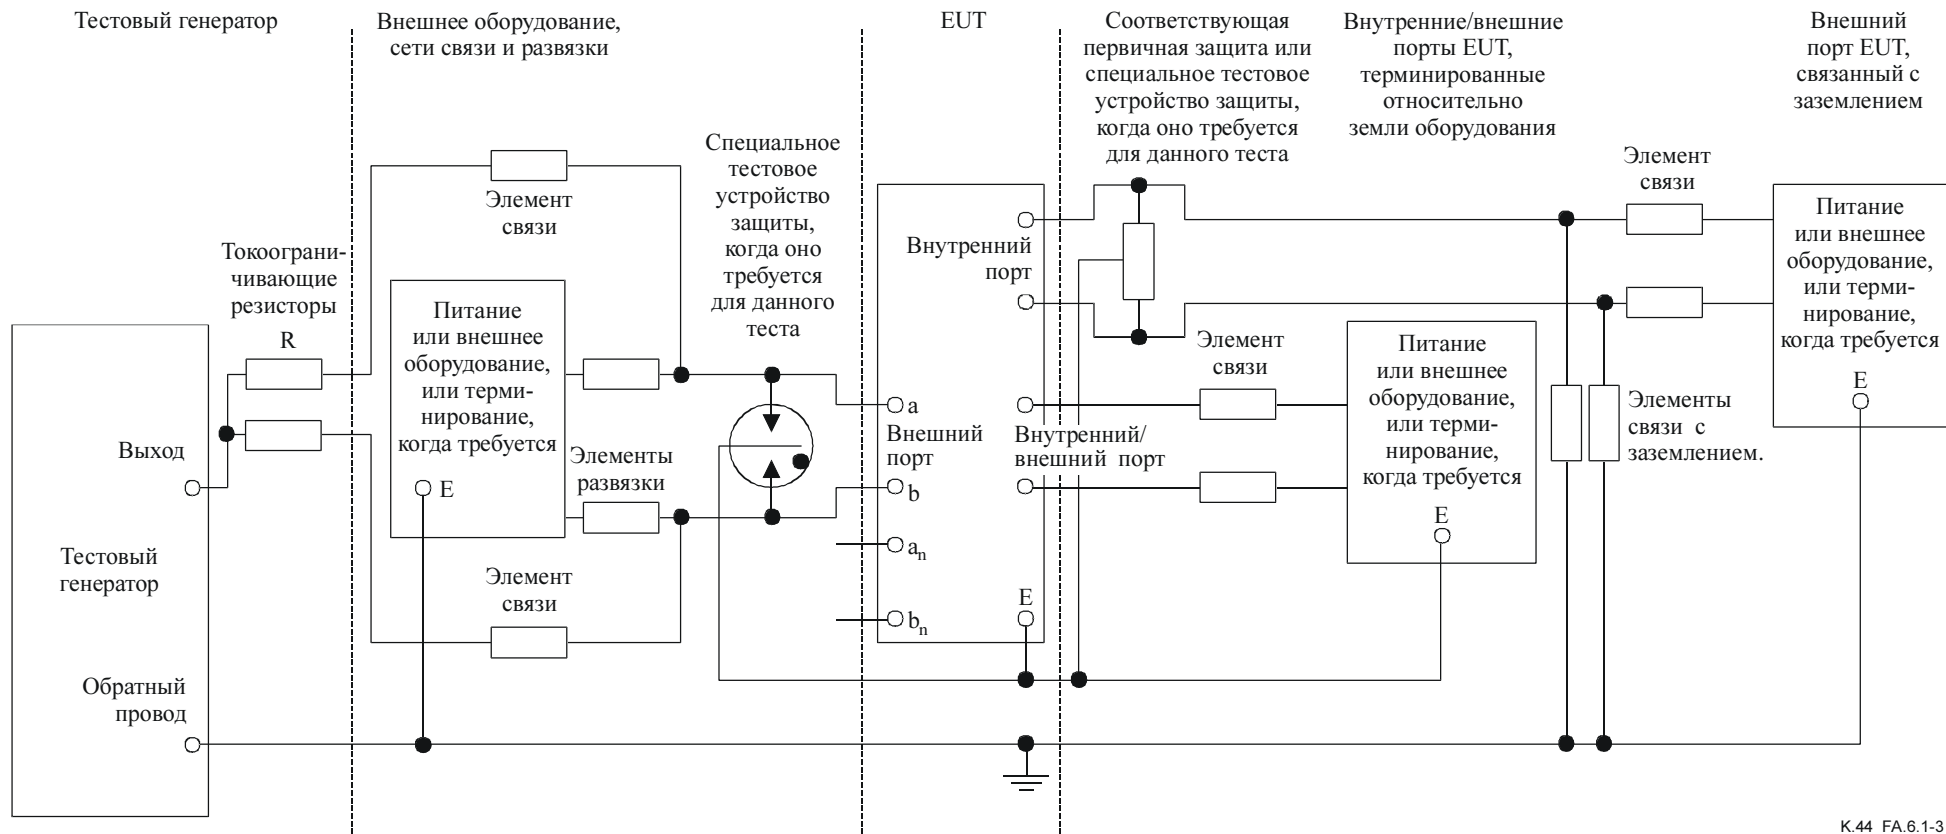 Тестовый генератор
Внешнее оборудование,
сети связи и развязки
EUT
Соответствующая
первичная защита или
специальное тестовое
устройство защиты,
когда оно требуется
для данного теста
Внутренние/внешние
порты EUT,
терминированные
относительно
земли оборудования
Внешний
порт EUT,
связанный с
заземлением
Токоограни-
чивающие
резисторы
R
Элемент
связи
Специальное
тестовое
устройство
защиты,
когда оно
требуется
для данного
теста
Питание
или внешнее
оборудование,
или терми-
нирование,
когда требуется
E
Элементы
развязки
Элемент
связи
Выход
Тестовый
генератор
Обратный
провод
Внутренний
порт
a
Внешний
порт
b
an
bn
E
Внутренний/
внешний порт
Элемент
связи
Питание
или внешнее
оборудование,
или терми-
нирование,
когда требуется
E
Элемент
связи
Элементы
связи с
заземлением.
Питание
или внешнее
оборудование,
или терми-
нирование,
когда требуется
E
K.44_FA.6.1-3